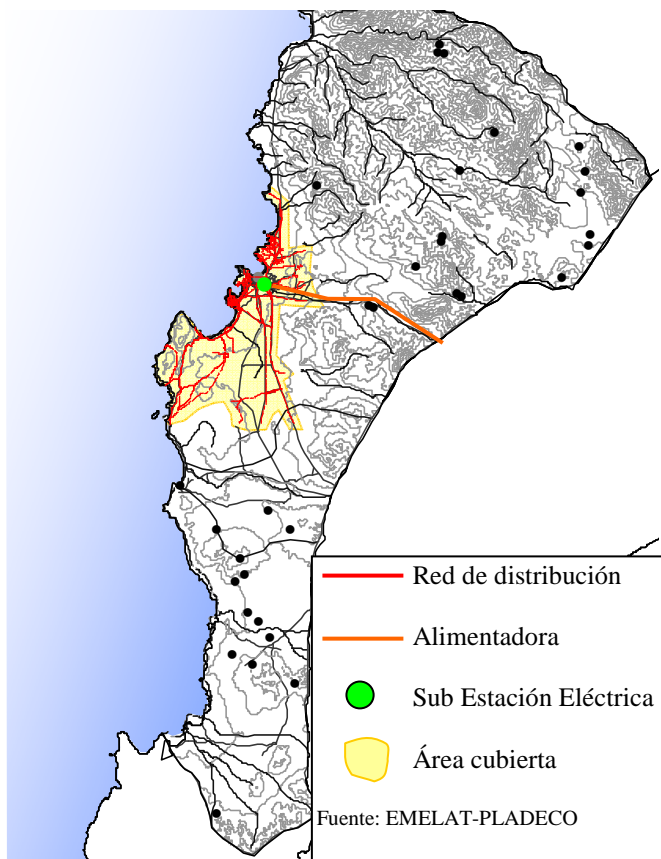 Red de distribución
Alimentadora
Sub Estación Eléctrica
Área cubierta
Fuente: EMELAT-PLADECO